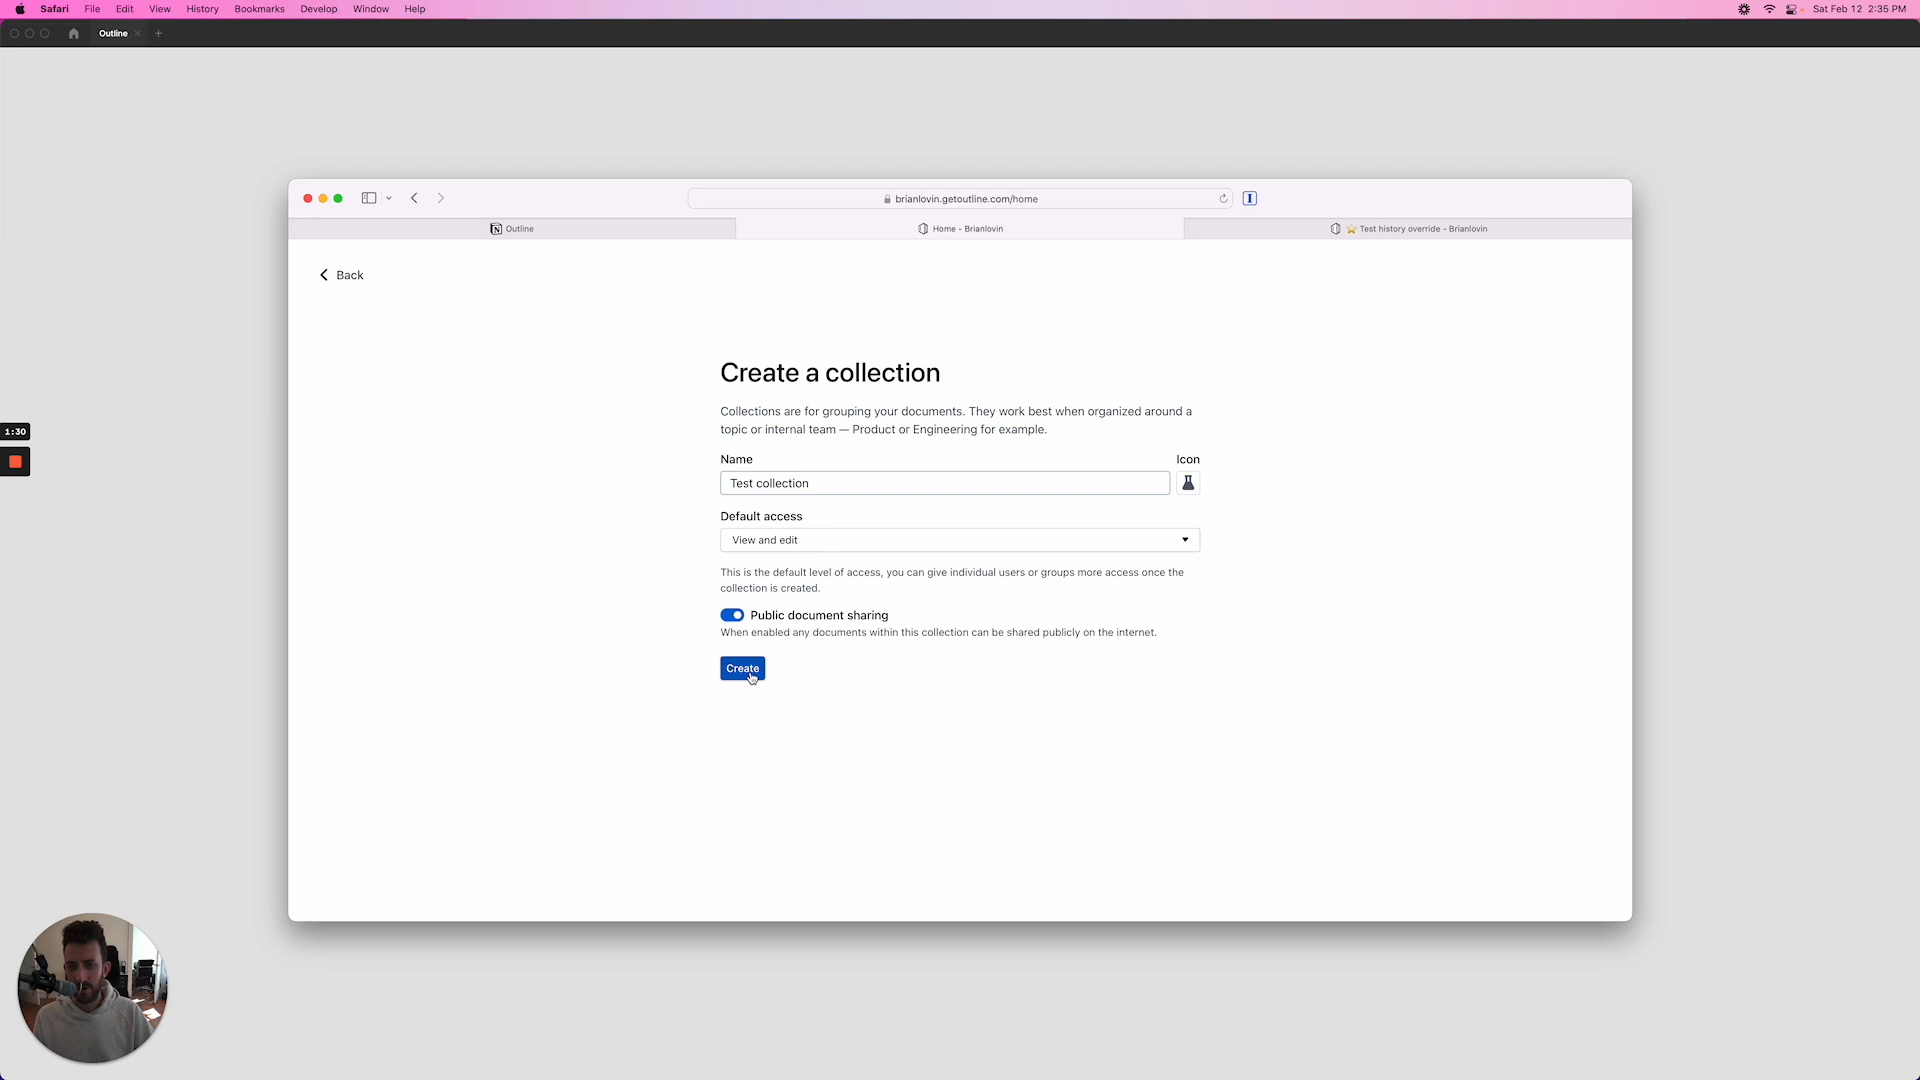 Safari File Edit View History Bookmarks Develop Window Help Sat Feb 12 2:35 PM
Outline
brianlovin.getoutline.com/home
Outline Home - Brianlovin ⭐ Test history override - Brianlovin
Back
Create a collection
Collections are for grouping your documents. They work best when organized around a
topic or internal team — Product or Engineering for example.
Name Icon
Test collection
Default access
View and edit
This is the default level of access, you can give individual users or groups more access once the
collection is created.
Public document sharing
When enabled any documents within this collection can be shared publicly on the internet.
Create
1:30